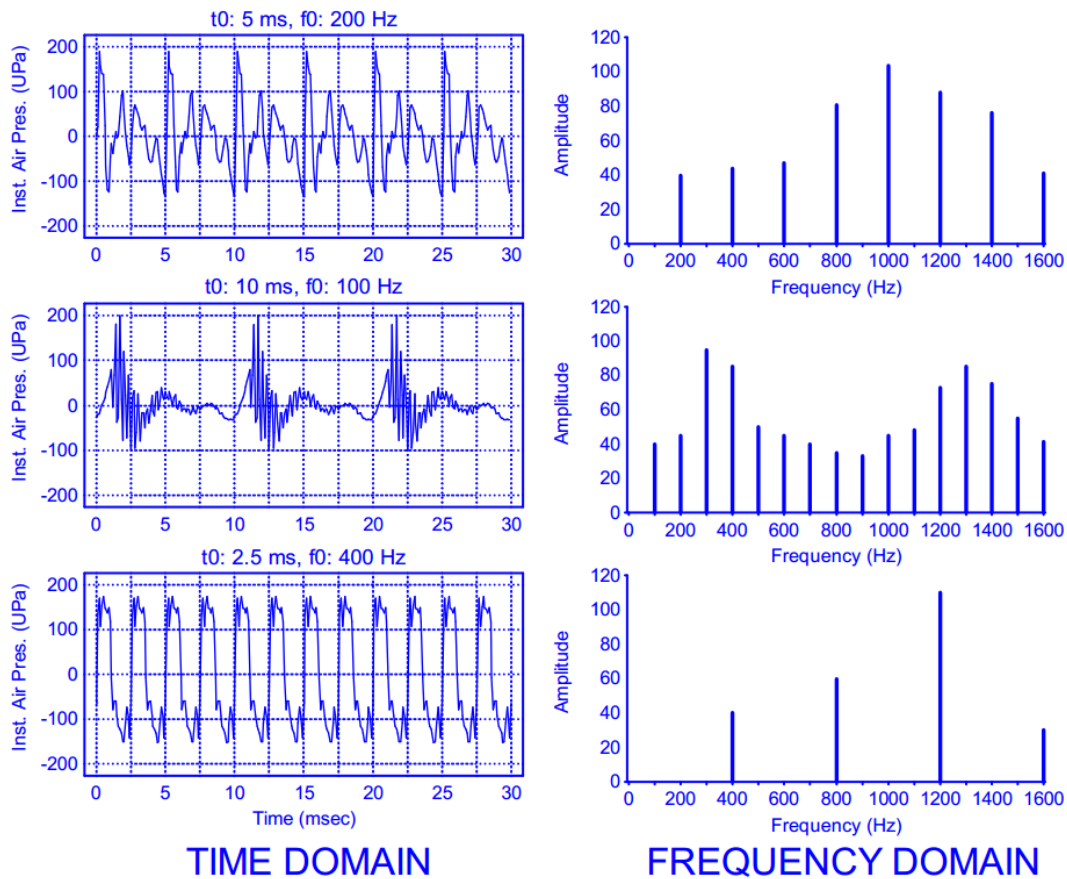 t0: 5 ms, f0: 200 Hz
Inst. Air Pres. (UPa)
200
100
0
-100
-200
0 5 10 15 20 25 30
120
100
80
60
40
20
0
Amplitude
0 200 400 600 800 1000 1200 1400 1600
Frequency (Hz)
t0: 10 ms, f0: 100 Hz
Inst. Air Pres. (UPa)
200
100
0
-100
-200
0 5 10 15 20 25 30
120
100
80
60
40
20
0
Amplitude
0 200 400 600 800 1000 1200 1400 1600
Frequency (Hz)
t0: 2.5 ms, f0: 400 Hz
Inst. Air Pres. (UPa)
200
100
0
-100
-200
0 5 10 15 20 25 30
Time (msec)
120
100
80
60
40
20
0
Amplitude
0 200 400 600 800 1000 1200 1400 1600
Frequency (Hz)
TIME DOMAIN
FREQUENCY DOMAIN